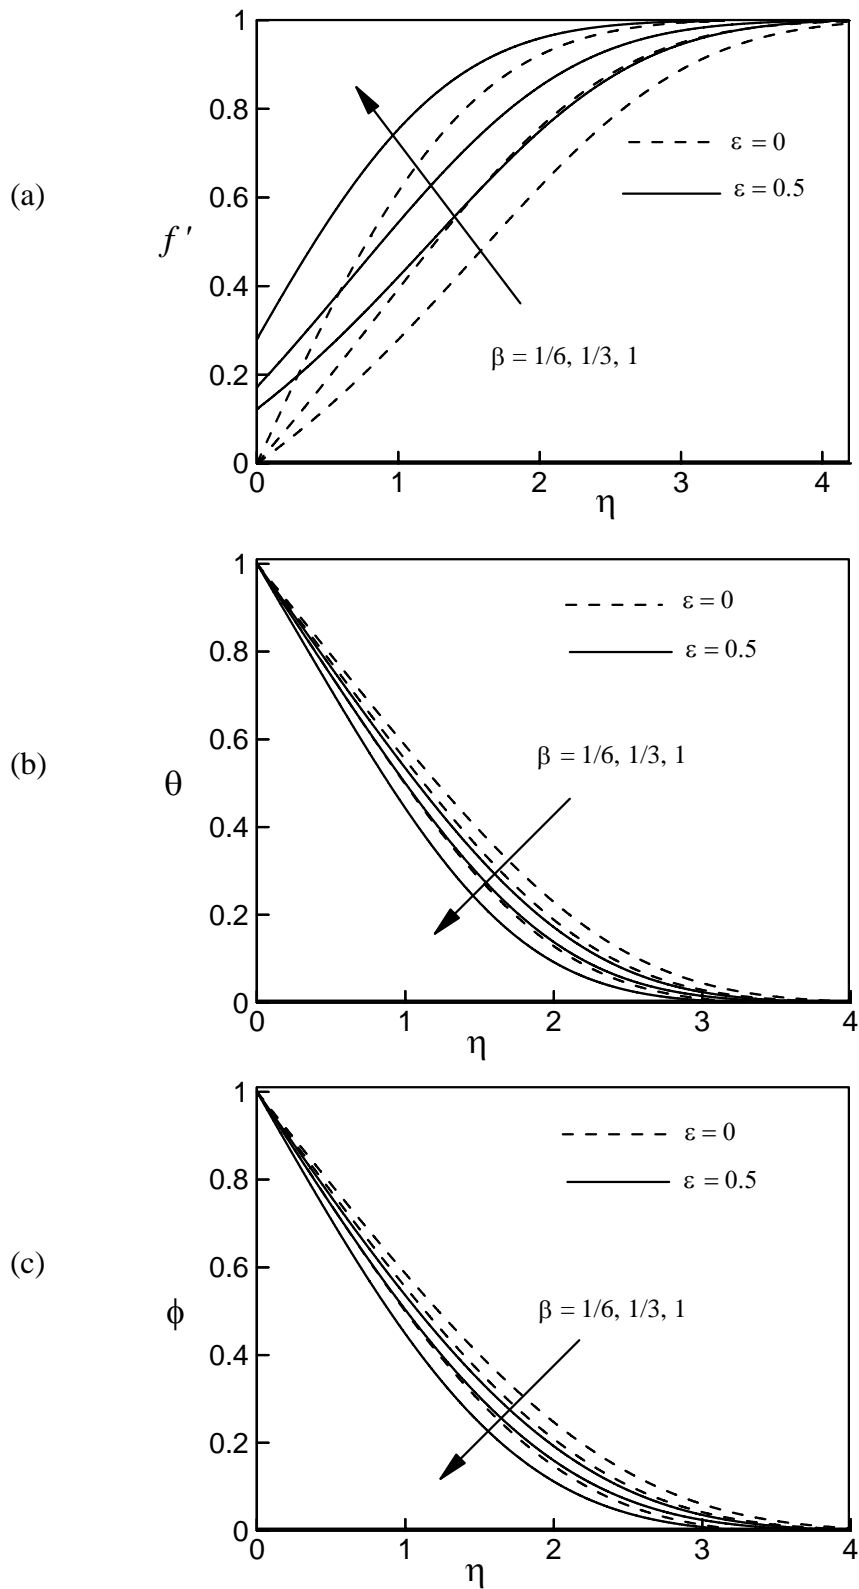 (a)
f ′
1
0.8
0.6
0.4
0.2
0
0 1 2 3 4
η
ε = 0
ε = 0.5
β = 1/6, 1/3, 1
(b)
θ
1
0.8
0.6
0.4
0.2
0
0 1 2 3 4
η
ε = 0
ε = 0.5
β = 1/6, 1/3, 1
(c)
ϕ
1
0.8
0.6
0.4
0.2
0
0 1 2 3 4
η
ε = 0
ε = 0.5
β = 1/6, 1/3, 1